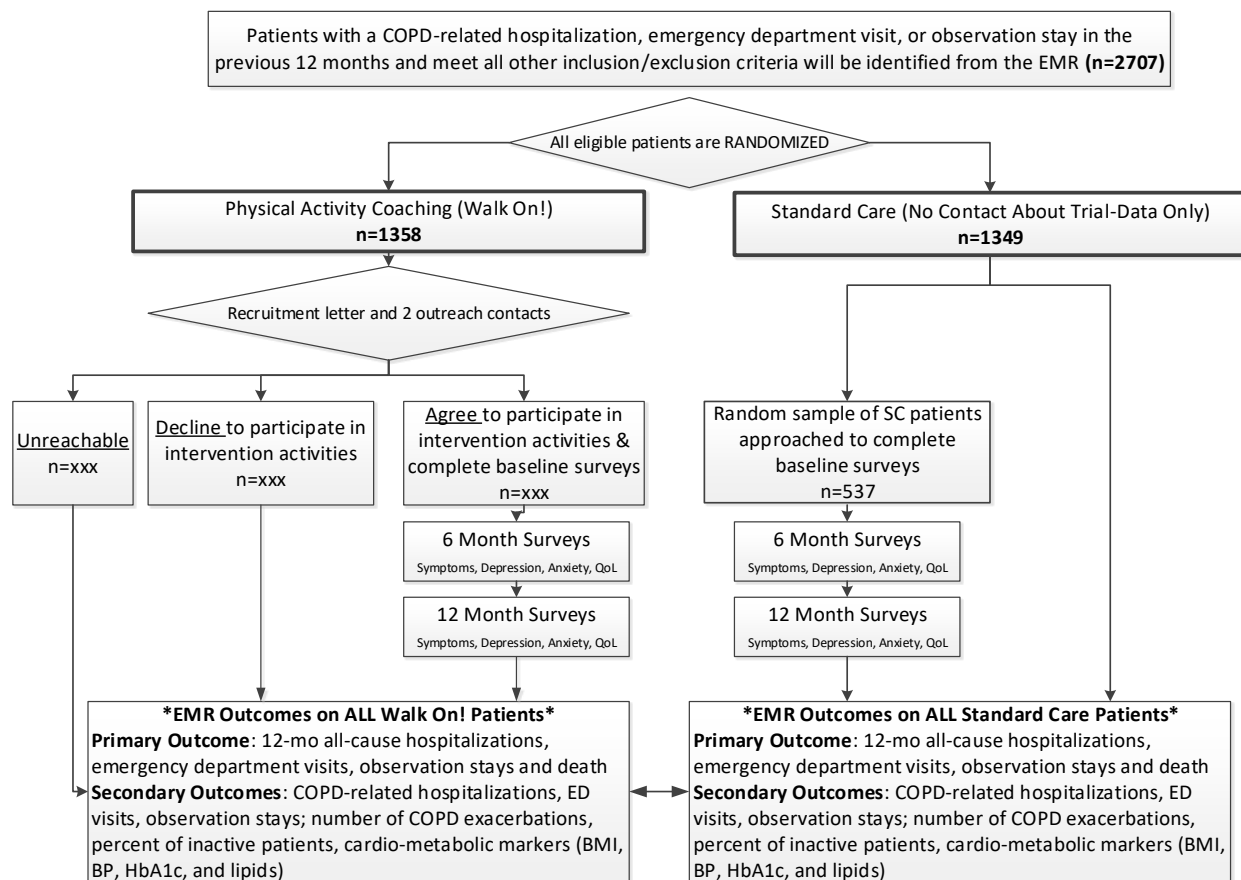 Patients with a COPD-related hospitalization, emergency department visit, or observation stay in the
previous 12 months and meet all other inclusion/exclusion criteria will be identified from the EMR (n=2707)
All eligible patients are RANDOMIZED
Physical Activity Coaching (Walk On!)
n=1358
Standard Care (No Contact About Trial-Data Only)
n=1349
Recruitment letter and 2 outreach contacts
Unreachable
n=xxx
Decline to participate in
intervention activities
n=xxx
Agree to participate in
intervention activities &
complete baseline surveys
n=xxx
Random sample of SC patients
approached to complete
baseline surveys
n=537
6 Month Surveys
Symptoms, Depression, Anxiety, QoL
6 Month Surveys
Symptoms, Depression, Anxiety, QoL
12 Month Surveys
Symptoms, Depression, Anxiety, QoL
12 Month Surveys
Symptoms, Depression, Anxiety, QoL
*EMR Outcomes on ALL Walk On! Patients*
Primary Outcome: 12-mo all-cause hospitalizations,
emergency department visits, observation stays and death
Secondary Outcomes: COPD-related hospitalizations, ED
visits, observation stays; number of COPD exacerbations,
percent of inactive patients, cardio-metabolic markers (BMI,
BP, HbA1c, and lipids)
*EMR Outcomes on ALL Standard Care Patients*
Primary Outcome: 12-mo all-cause hospitalizations,
emergency department visits, observation stays and death
Secondary Outcomes: COPD-related hospitalizations, ED
visits, observation stays; number of COPD exacerbations,
percent of inactive patients, cardio-metabolic markers (BMI,
BP, HbA1c, and lipids)